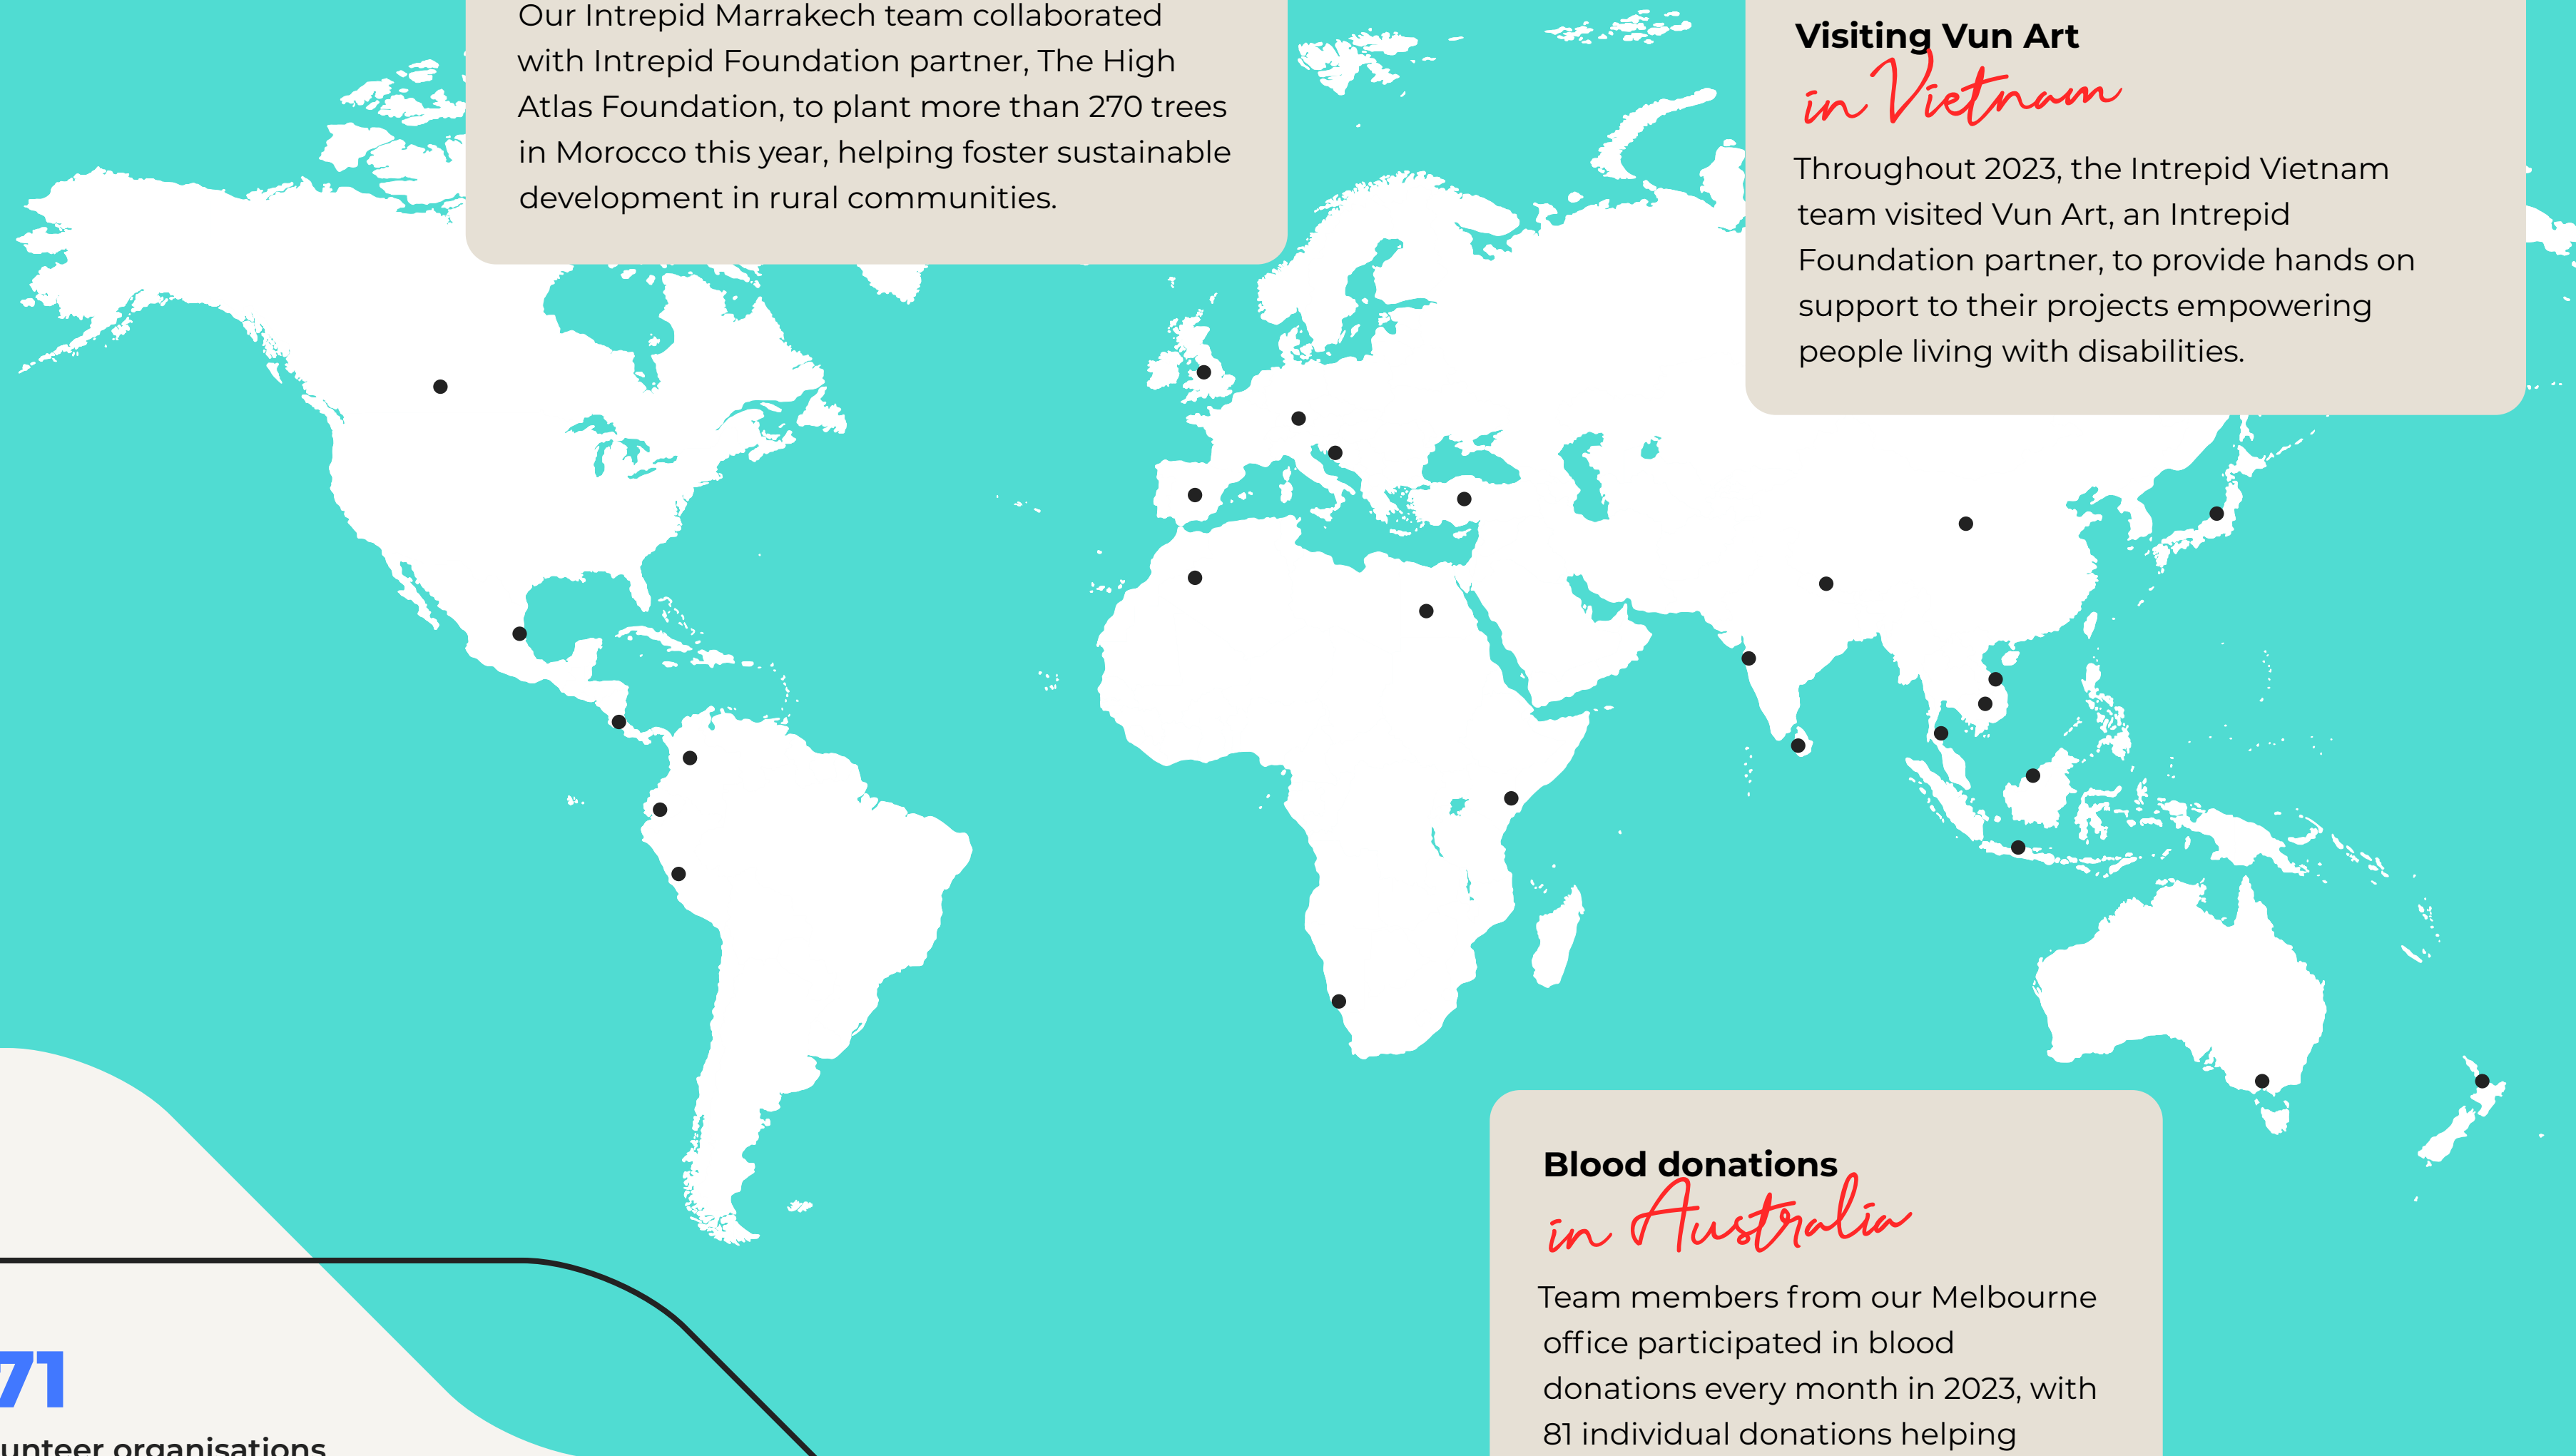 Our Intrepid Marrakech team collaborated
with Intrepid Foundation partner, The High
Atlas Foundation, to plant more than 270 trees
in Morocco this year, helping foster sustainable
development in rural communities.
Visiting Vun Art
in Vietnam
Throughout 2023, the Intrepid Vietnam
team visited Vun Art, an Intrepid
Foundation partner, to provide hands on
support to their projects empowering
people living with disabilities.
Blood donations
in Australia
Team members from our Melbourne
office participated in blood
donations every month in 2023, with
81 individual donations helping
71
organisations